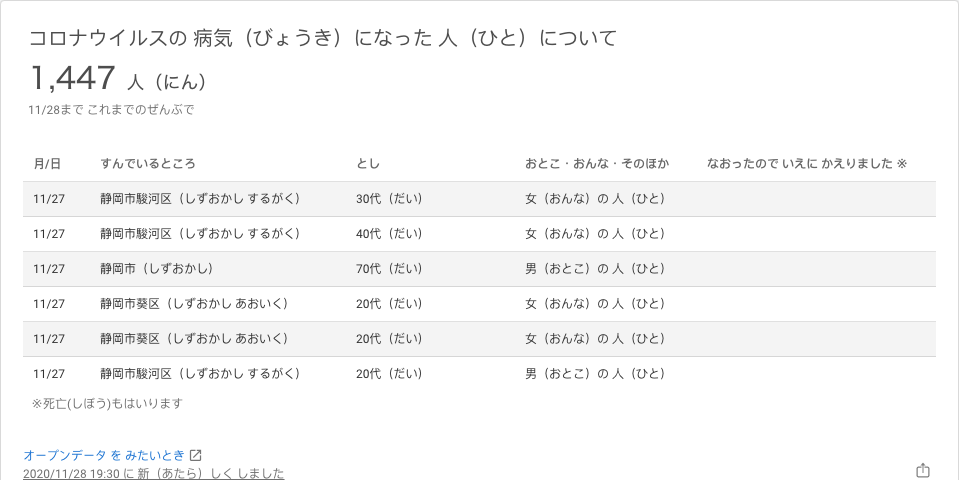 コロナウイルスの 病気（びょうき）になった 人（ひと）について
1,447 人（にん）
11/28まで これまでのぜんぶで
月/日 すんでいるところ とし おとこ・おんな・そのほか なおったので いえに かえりました ※
11/27 静岡市駿河区（しずおかし するがく） 30代（だい） 女（おんな）の 人（ひと）
11/27 静岡市駿河区（しずおかし するがく） 40代（だい） 女（おんな）の 人（ひと）
11/27 静岡市（しずおかし） 70代（だい） 男（おとこ）の 人（ひと）
11/27 静岡市葵区（しずおかし あおいく） 20代（だい） 女（おんな）の 人（ひと）
11/27 静岡市葵区（しずおかし あおいく） 20代（だい） 女（おんな）の 人（ひと）
11/27 静岡市駿河区（しずおかし するがく） 20代（だい） 男（おとこ）の 人（ひと）
※死亡(しぼう)もはいります
オープンデータ を みたいとき
2020/11/28 19:30 に 新（あたら）しく しました